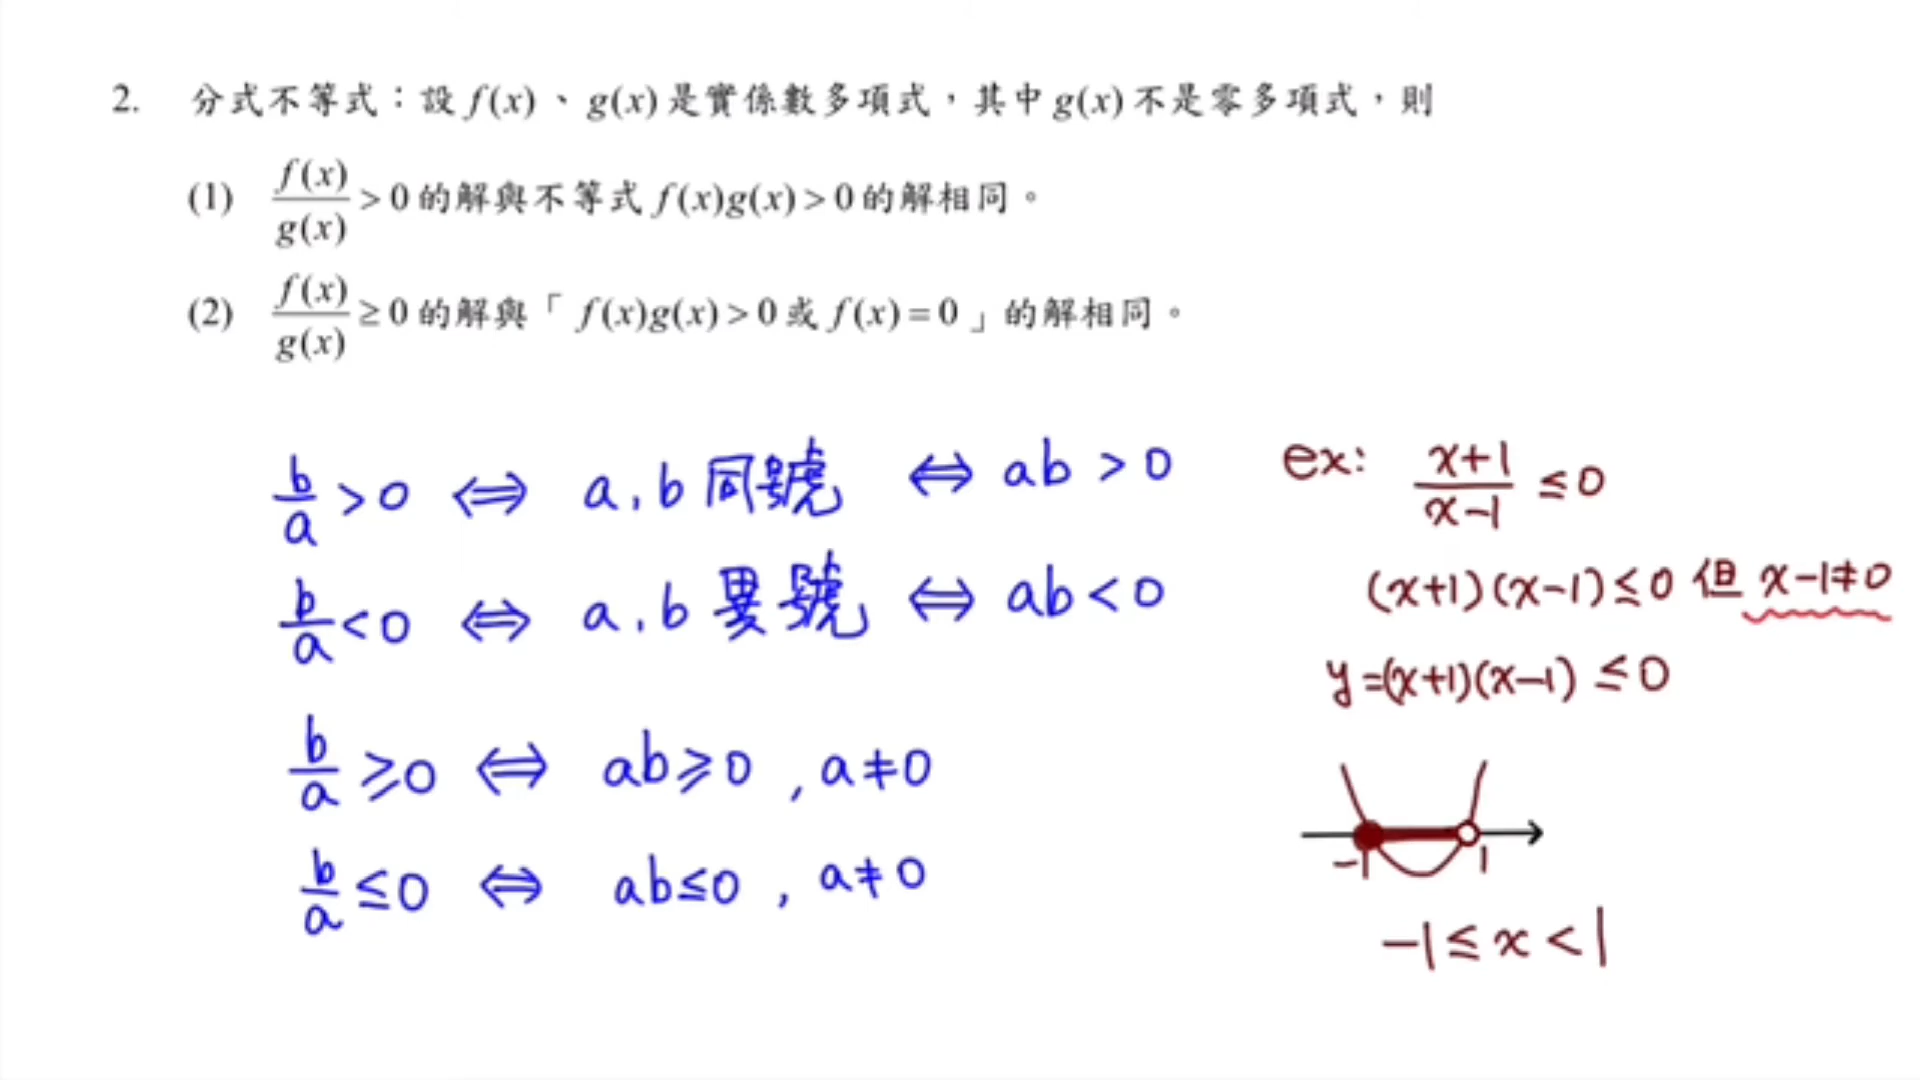 2. 分式不等式：設 f(x)、g(x) 是實係數多項式，其中 g(x) 不是零多項式，則
(1) f(x)/g(x) > 0 的解與不等式 f(x)g(x) > 0 的解相同。
(2) f(x)/g(x) ≥ 0 的解與「f(x)g(x) > 0 或 f(x) = 0」的解相同。
b/a > 0 ⇔ a, b 同號 ⇔ ab > 0
b/a < 0 ⇔ a, b 異號 ⇔ ab < 0
b/a ≥ 0 ⇔ ab ≥ 0, a ≠ 0
b/a ≤ 0 ⇔ ab ≤ 0, a ≠ 0
ex: x+1/x-1 ≤ 0
(x+1)(x-1) ≤ 0 但 x-1≠0
y=(x+1)(x-1) ≤ 0
-1 1
-1 ≤ x < 1